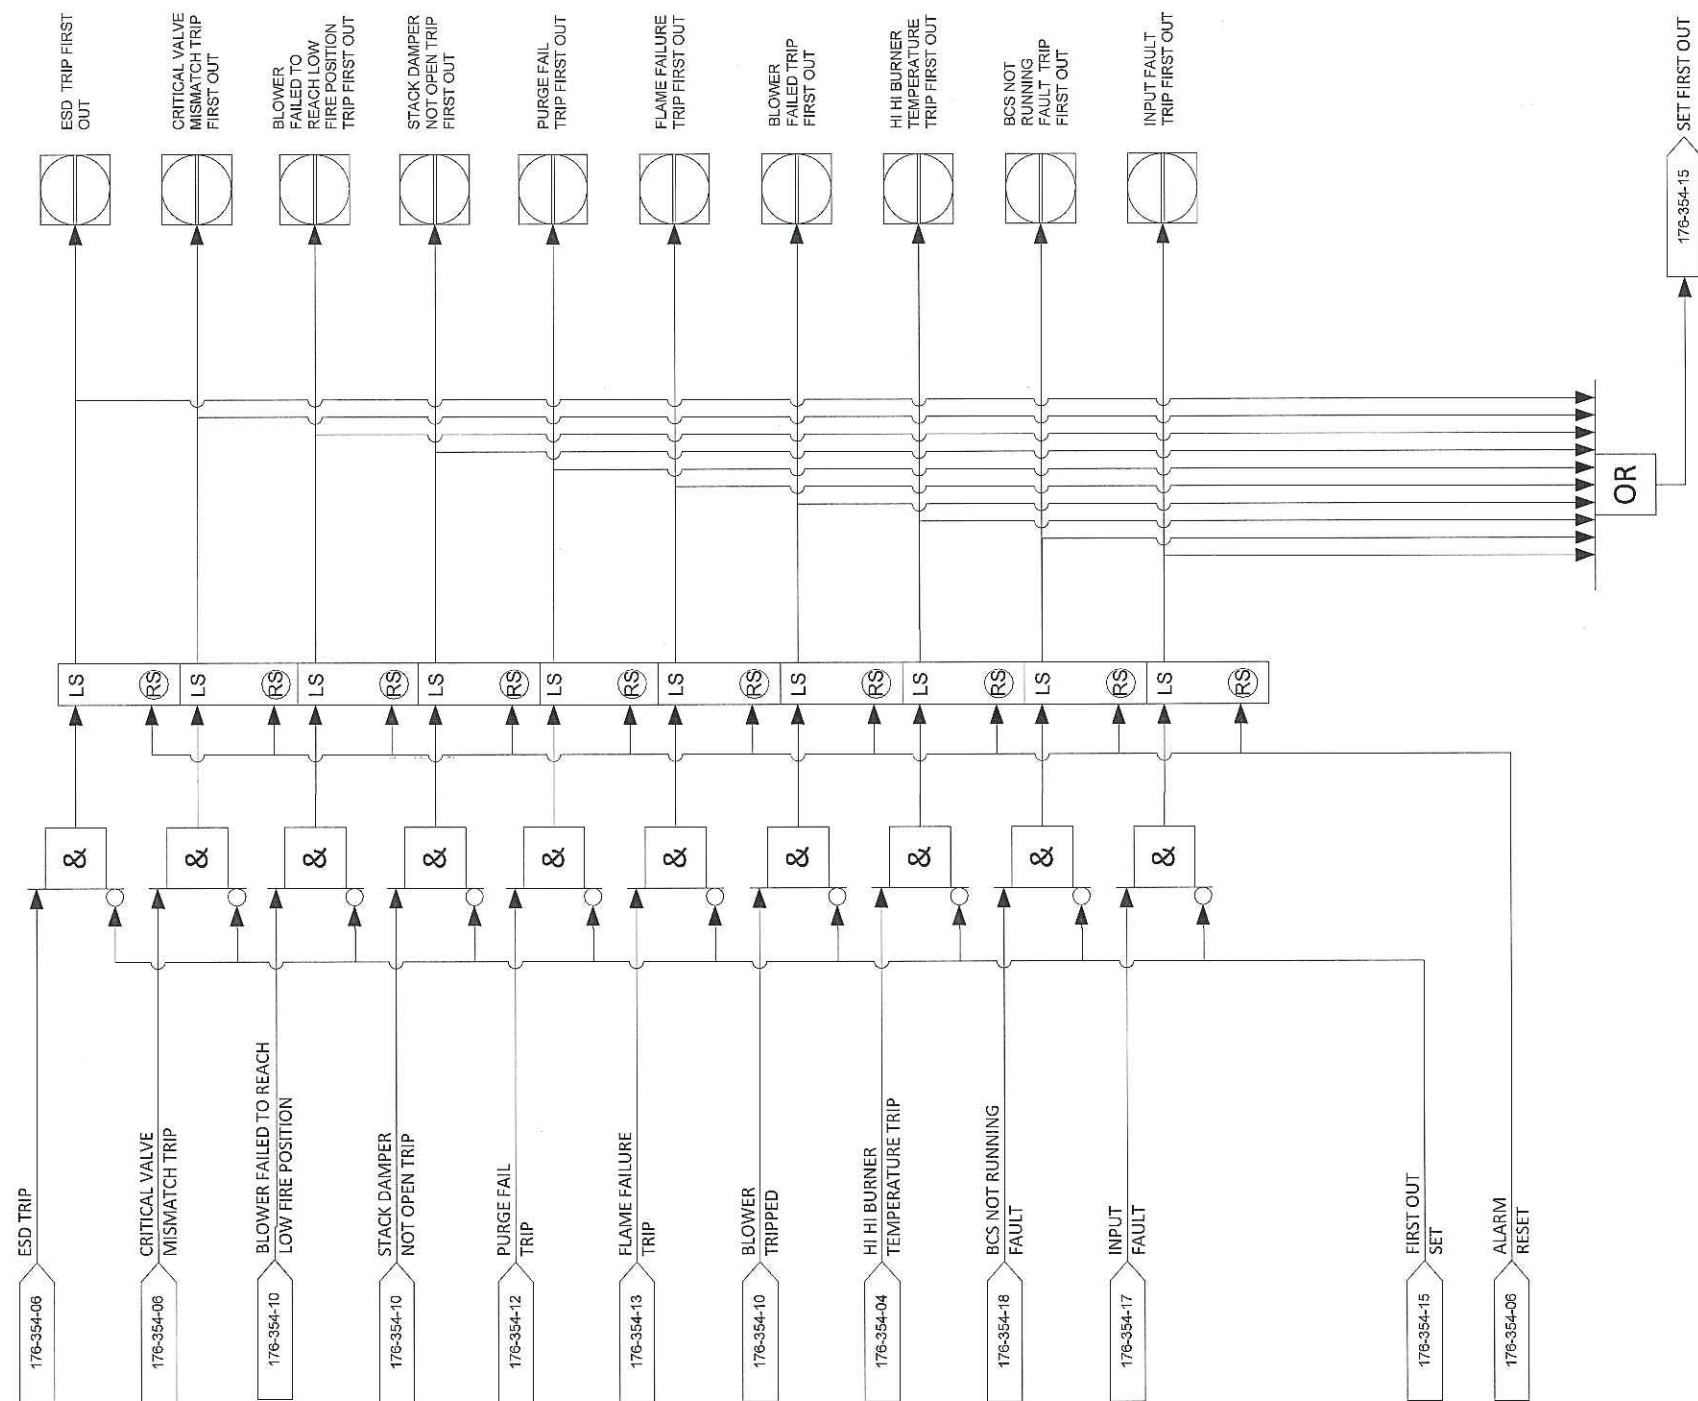 ESD TRIP FIRST
OUT
CRITICAL VALVE
MISMATCH TRIP
FIRST OUT
BLOWER
FAILED TO
REACH LOW
FIRE POSITION
TRIP FIRST OUT
STACK DAMPER
NOT OPEN TRIP
FIRST OUT
PURGE FAIL
TRIP FIRST OUT
FLAME FAILURE
TRIP FIRST OUT
BLOWER
FAILED TRIP
FIRST OUT
HI HI BURNER
TEMPERATURE
TRIP FIRST OUT
BCS NOT
RUNNING
FAULT TRIP
FIRST OUT
INPUT FAULT
TRIP FIRST OUT
176-354-15
SET FIRST OUT
OR
LS
RS
LS
RS
LS
RS
LS
RS
LS
RS
LS
RS
LS
RS
LS
RS
LS
RS
LS
RS
&
&
&
&
&
&
&
&
&
&
176-354-06
ESD TRIP
176-354-06
CRITICAL VALVE
MISMATCH TRIP
176-354-10
BLOWER FAILED TO REACH
LOW FIRE POSITION
176-354-10
STACK DAMPER
NOT OPEN TRIP
176-354-12
PURGE FAIL
TRIP
176-354-13
FLAME FAILURE
TRIP
176-354-10
BLOWER
TRIPPED
176-354-04
HI HI BURNER
TEMPERATURE TRIP
176-354-18
BCS NOT RUNNING
FAULT
176-354-17
INPUT
FAULT
176-354-15
FIRST OUT
SET
176-354-06
ALARM
RESET